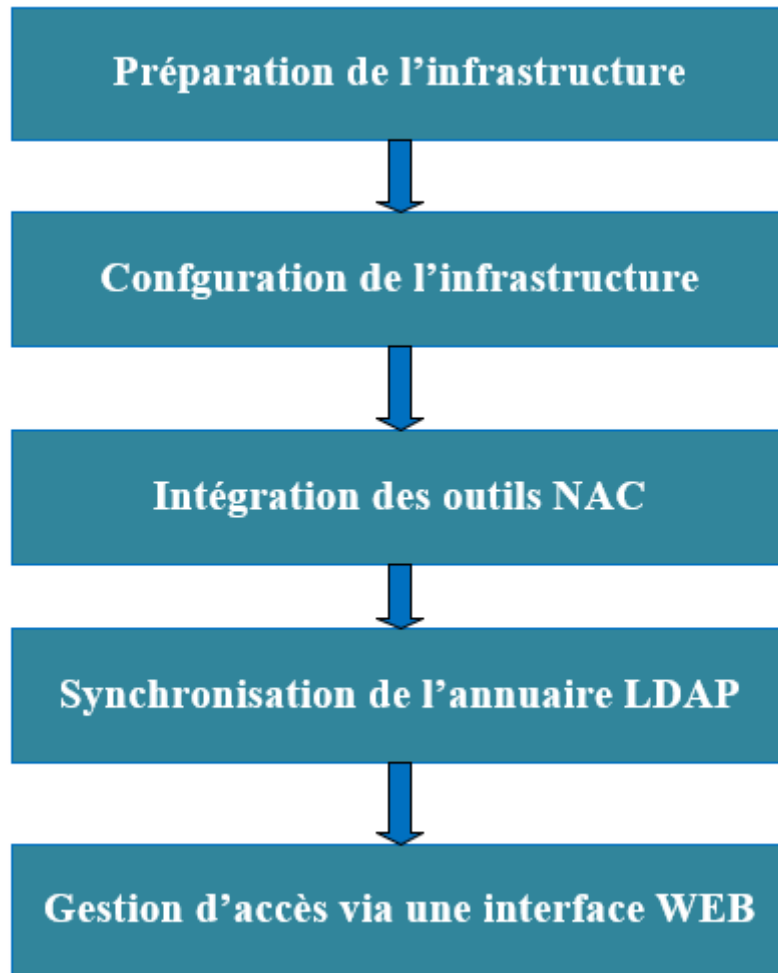 Préparation de l’infrastructure
Confguration de l’infrastructure
Intégration des outils NAC
Synchronisation de l’annuaire LDAP
Gestion d’accès via une interface WEB